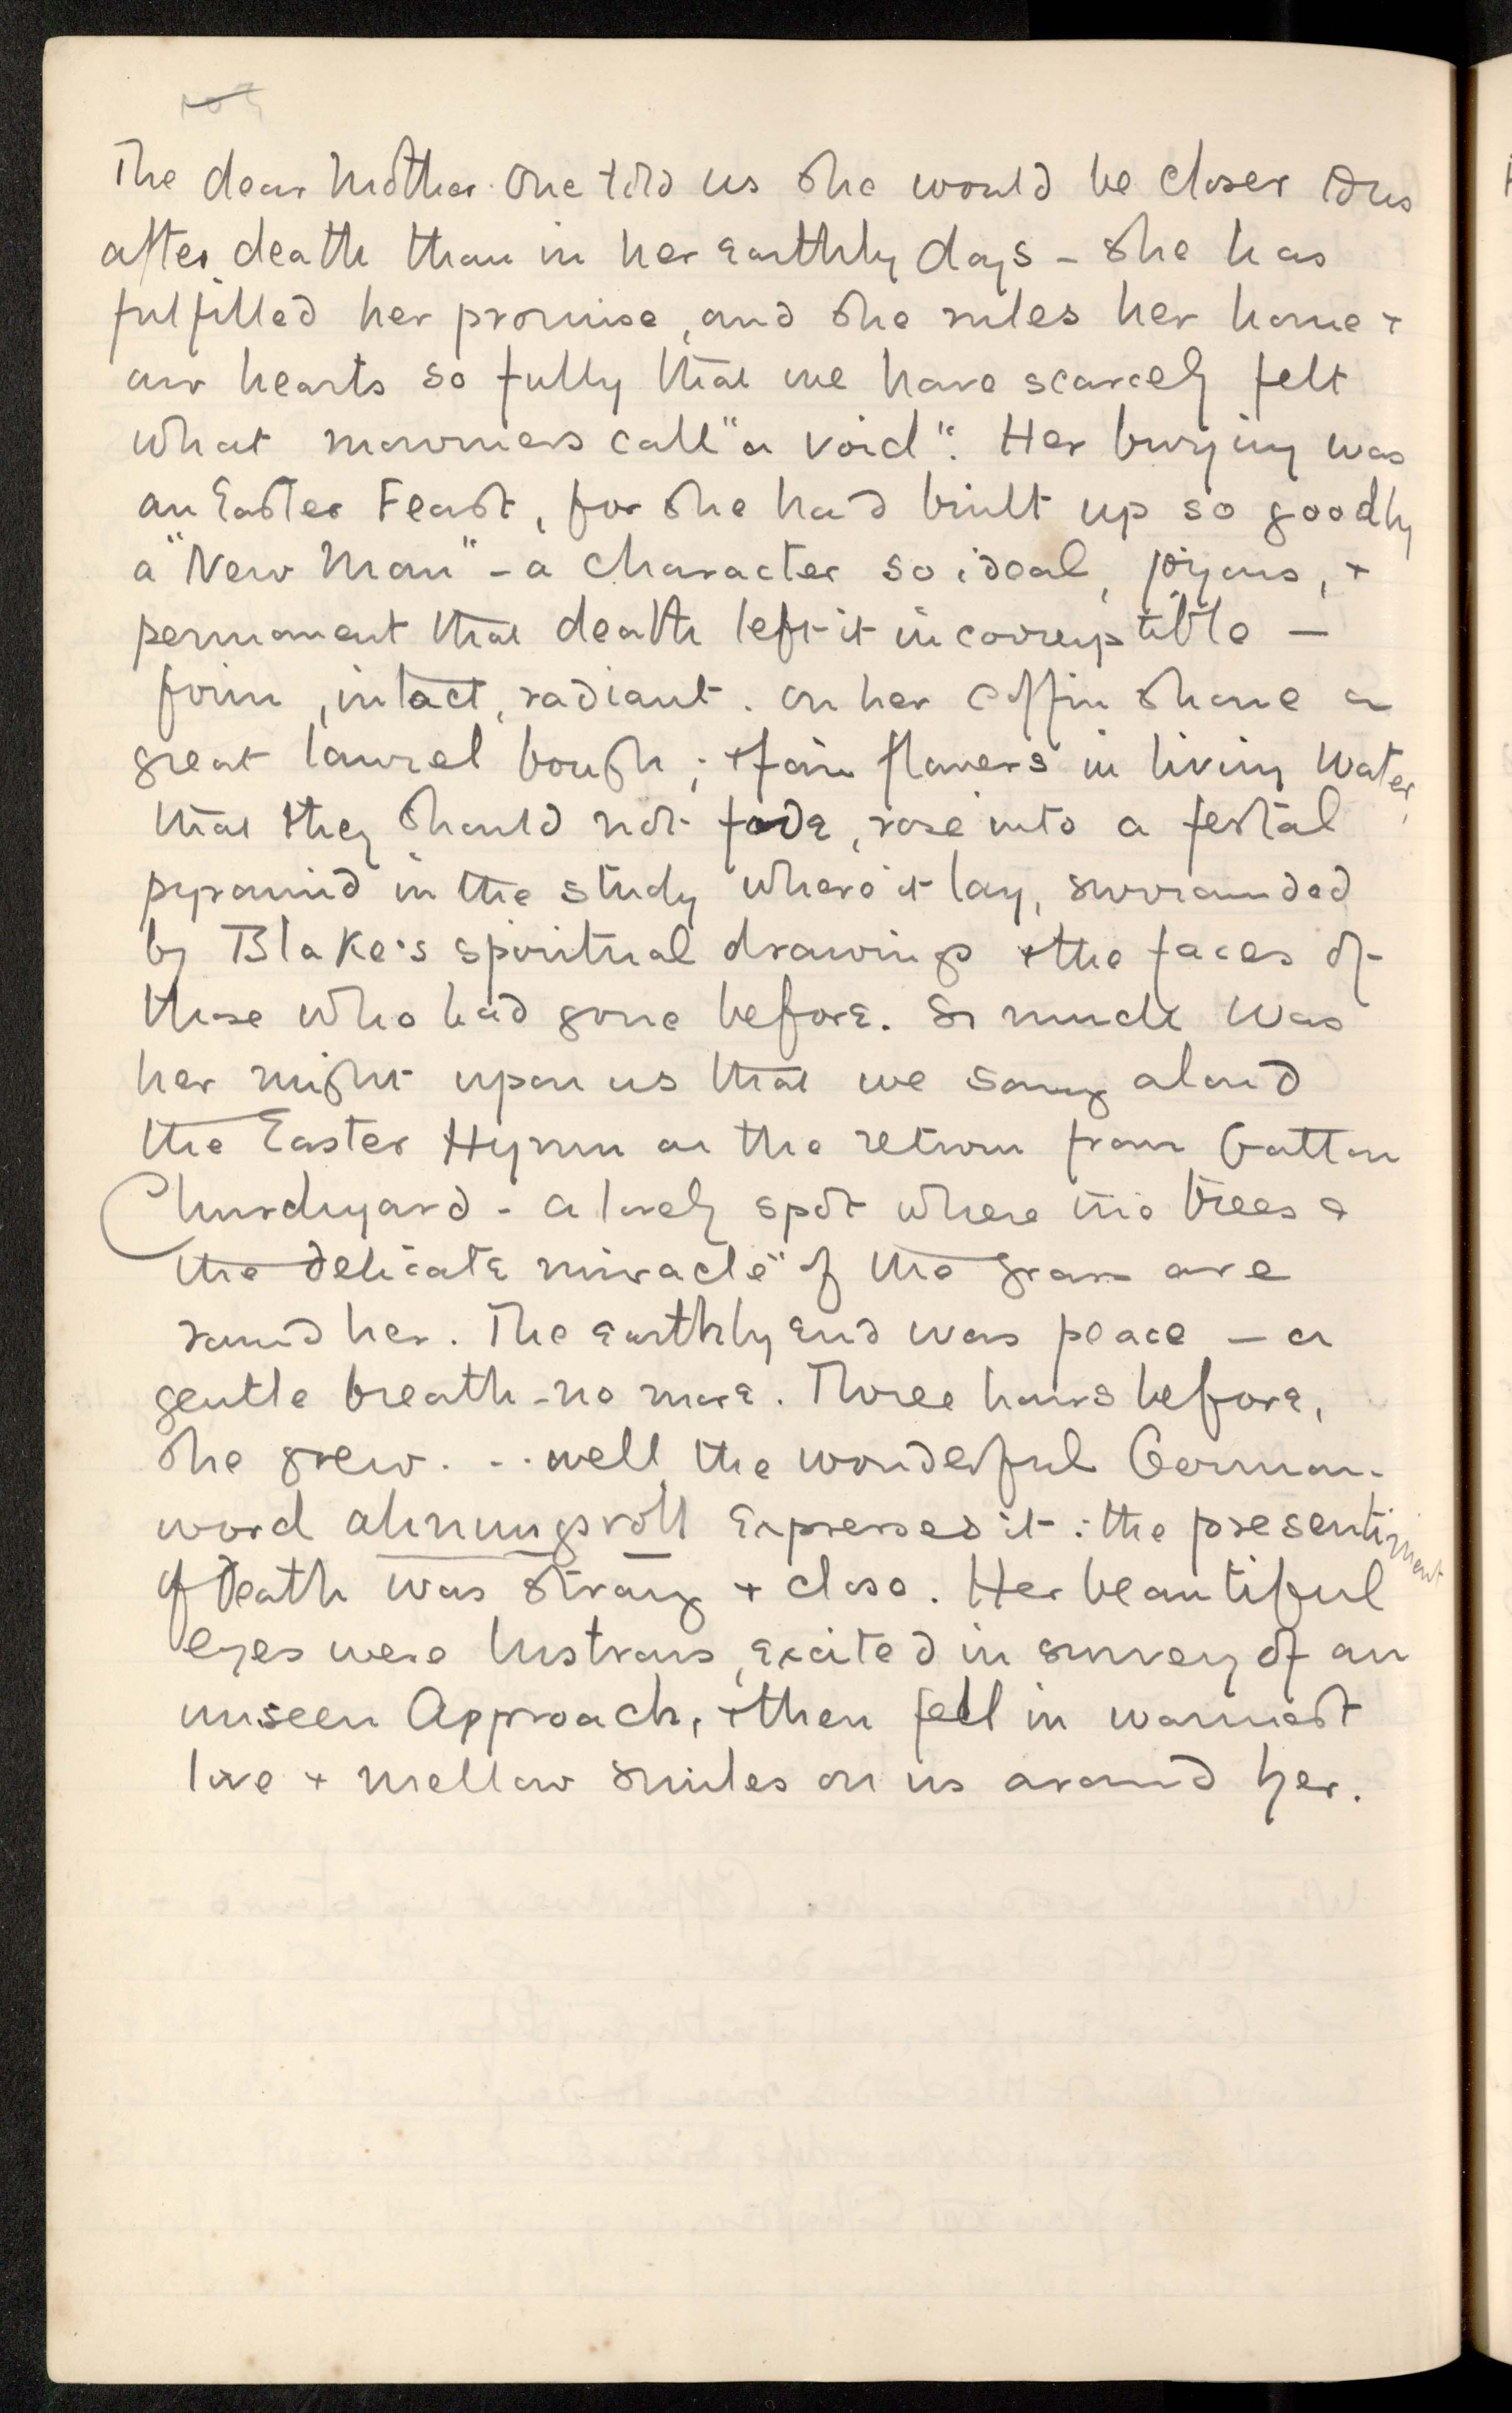 The dear Mother One told us she would be closer to us
after death than in her earthly days - she has
fulfilled her promise, and she rules her home +
our hearts so fully that we have scarcely felt
what mourners call "a void". Her burying was
an Easter Feast, for she had built up so goodly
a "New Man" - a character so ideal, joyous, +
permanent that death left it incorruptible —
firm, intact, radiant. On her coffin shone a
great laurel bough; + fair flowers in living water,
that they should not fade, rose into a festal
pyramid in the study where it lay, surrounded
by Blake's spiritual drawings + the faces of
those who had gone before. So much was
her might upon us that we sang aloud
the Easter Hymn on the return from Gatton
Churchyard - a lovely spot where the trees &
the delicate miracle" of the grass are
round her. The earthly end was peace — a
gentle breath - no more. Three hours before,
she grew. .. well, the wonderful German
word ahnungsvoll expresses it: the presentiment
of Death was strong + close. Her beautiful
eyes were lustrous, excited in survey of an
unseen Approach, + then fell in warmest
love + mellow smiles on us around her.